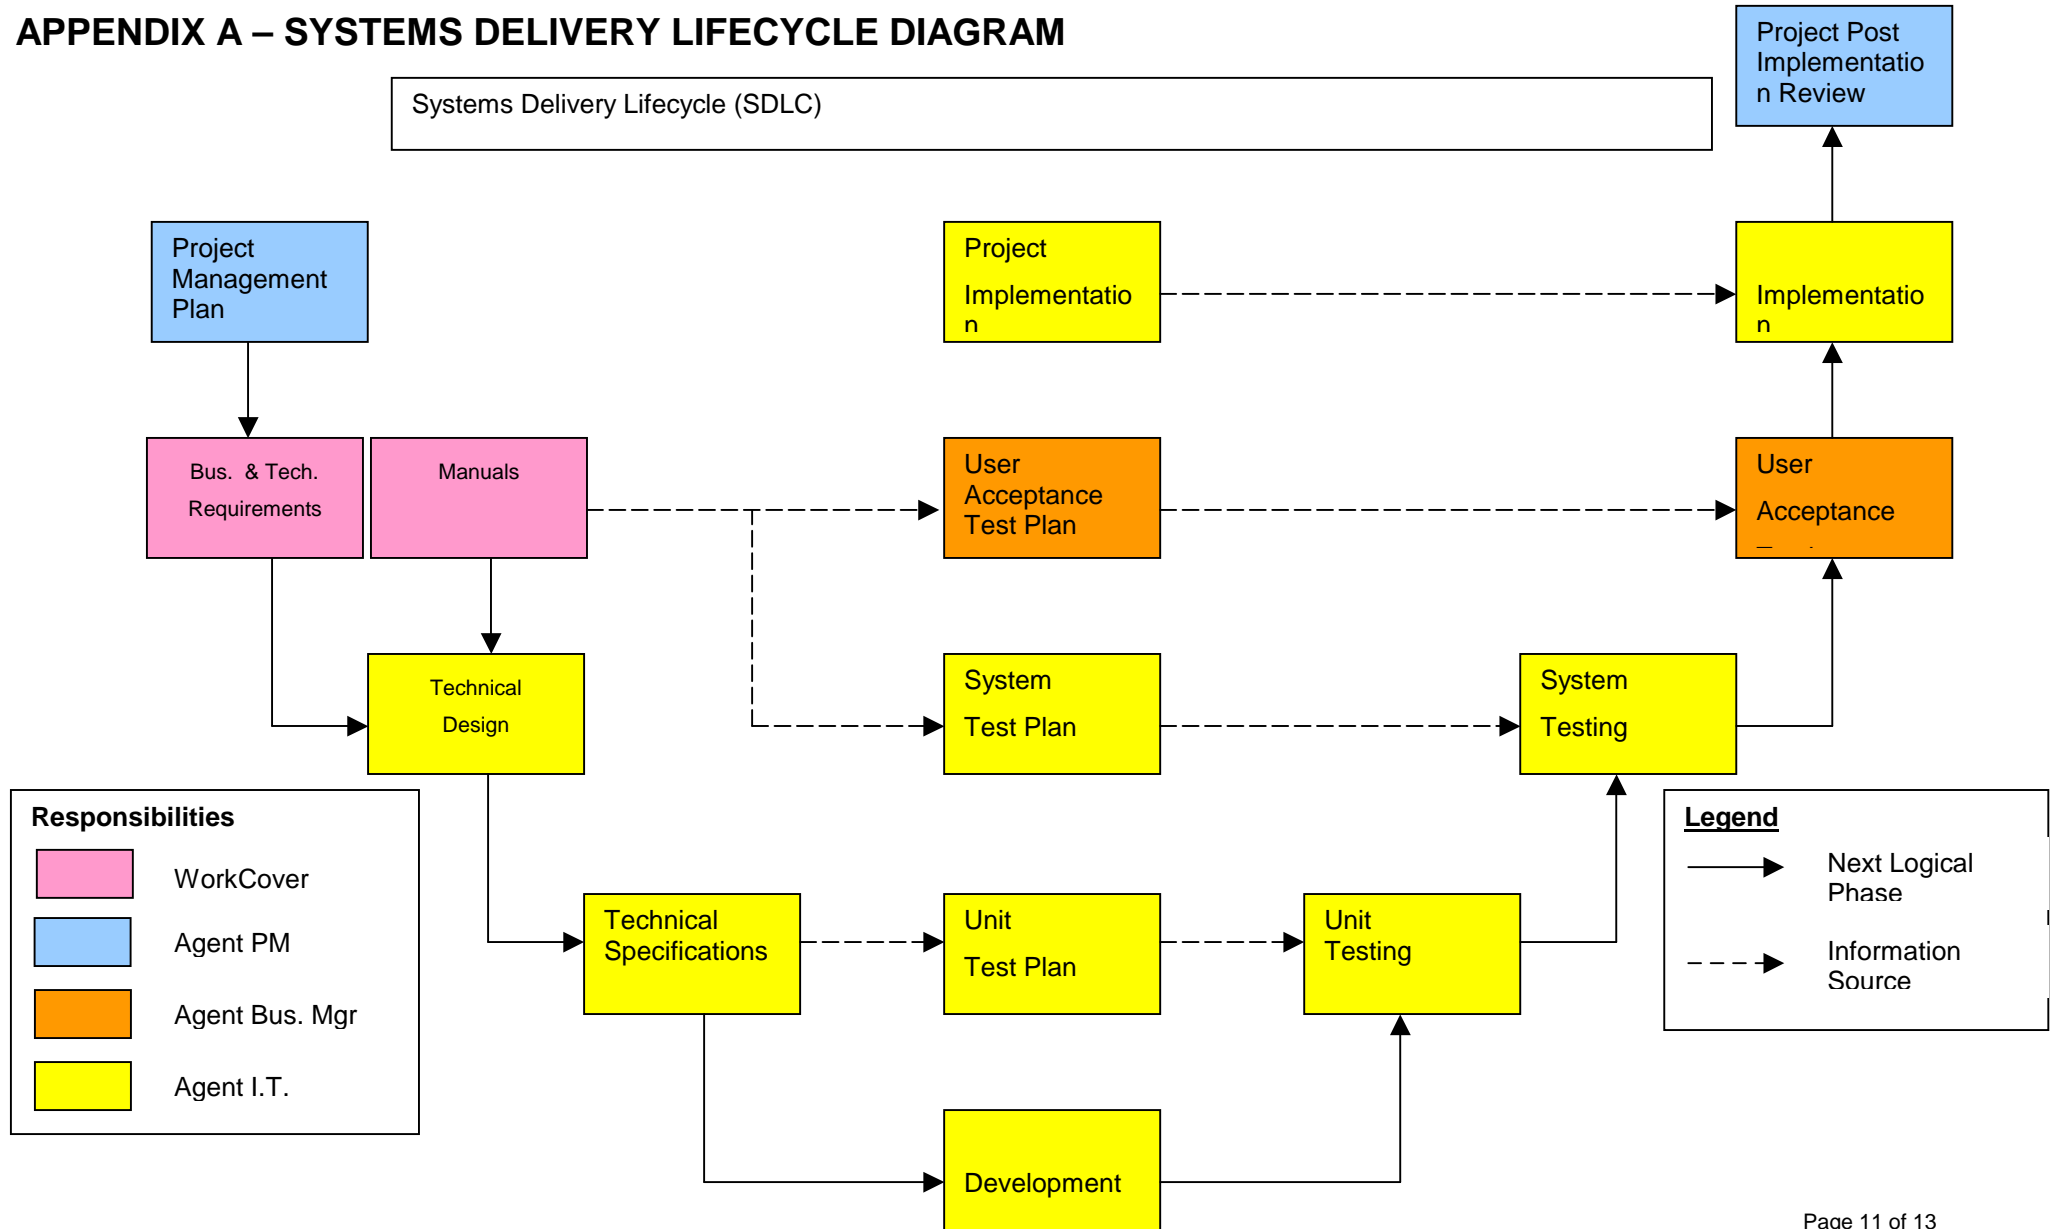 APPENDIX A – SYSTEMS DELIVERY LIFECYCLE DIAGRAM
Systems Delivery Lifecycle (SDLC)
Project Post
Implementatio
n Review
Project
Management
Plan
Project
Implementatio
n
Implementatio
n
Bus. & Tech.
Requirements
Manuals
User
Acceptance
Test Plan
User
Acceptance
Technical
Design
System
Test Plan
System
Testing
Responsibilities
WorkCover
Agent PM
Agent Bus. Mgr
Agent I.T.
Technical
Specifications
Unit
Test Plan
Unit
Testing
Legend
Next Logical
Phase
Information
Source
Development
Page 11 of 13